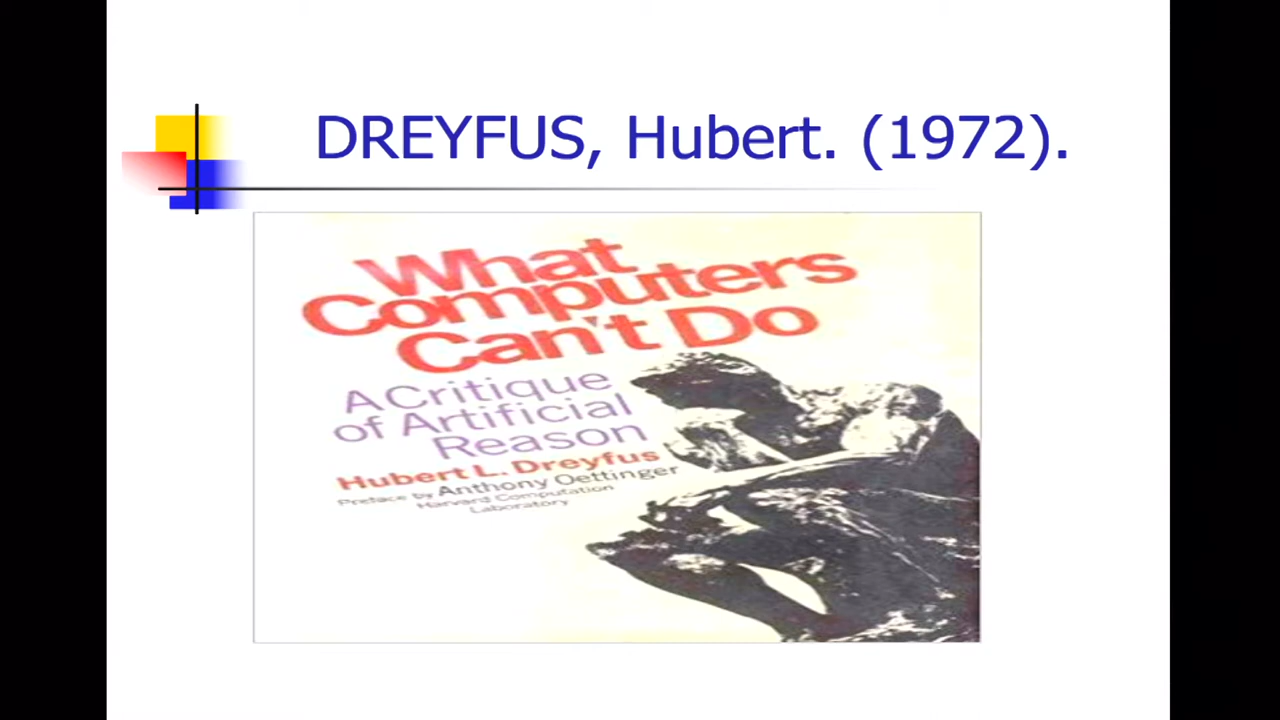 DREYFUS, Hubert. (1972).
What
Computers
Can't Do
A Critique
of Artificial
Reason
Hubert L. Dreyfus
Preface by Anthony Oettinger
Harvard Computation
Laboratory